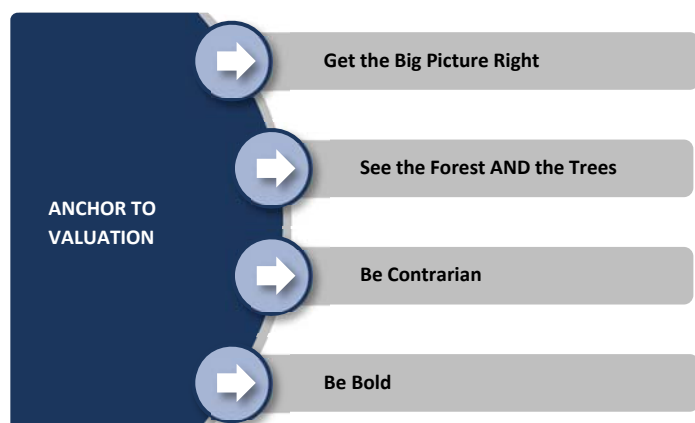 Get the Big Picture Right
See the Forest AND the Trees
ANCHOR TO
VALUATION
Be Contrarian
Be Bold